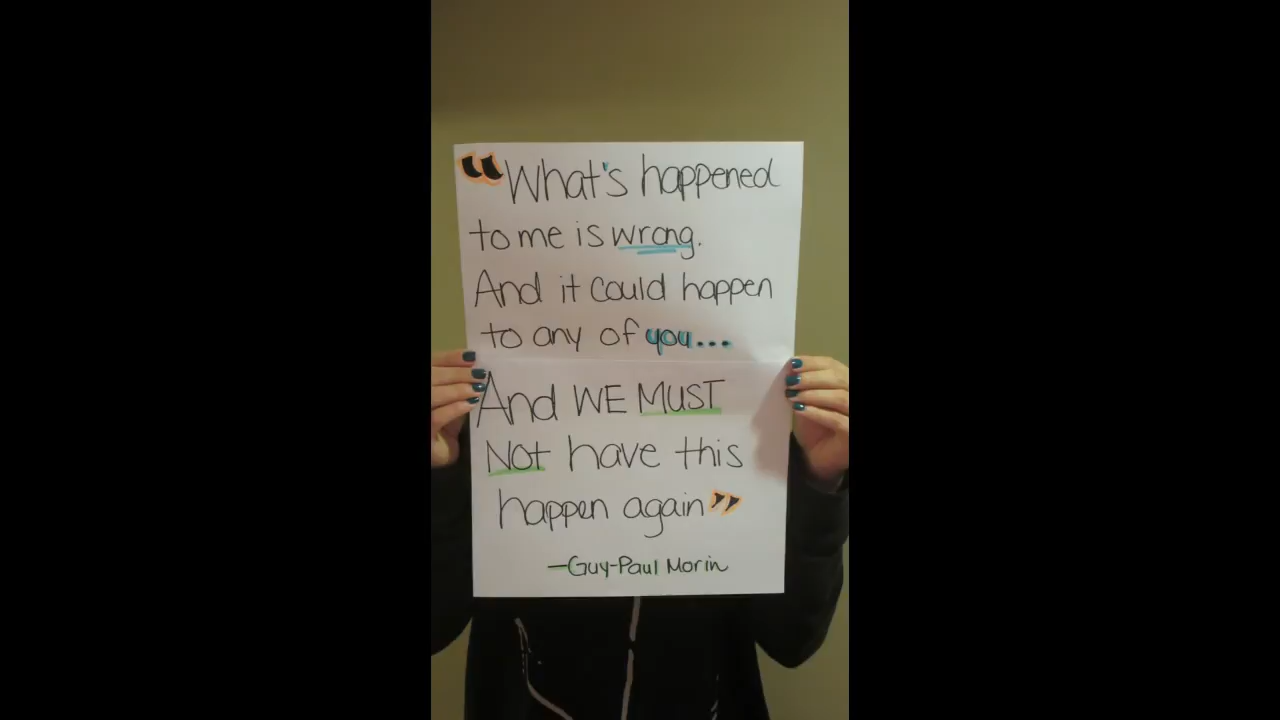 "What's happened
to me is wrong.
And it could happen
to any of you...
And WE MUST
NOT have this
happen again"
-Guy-Paul Morin